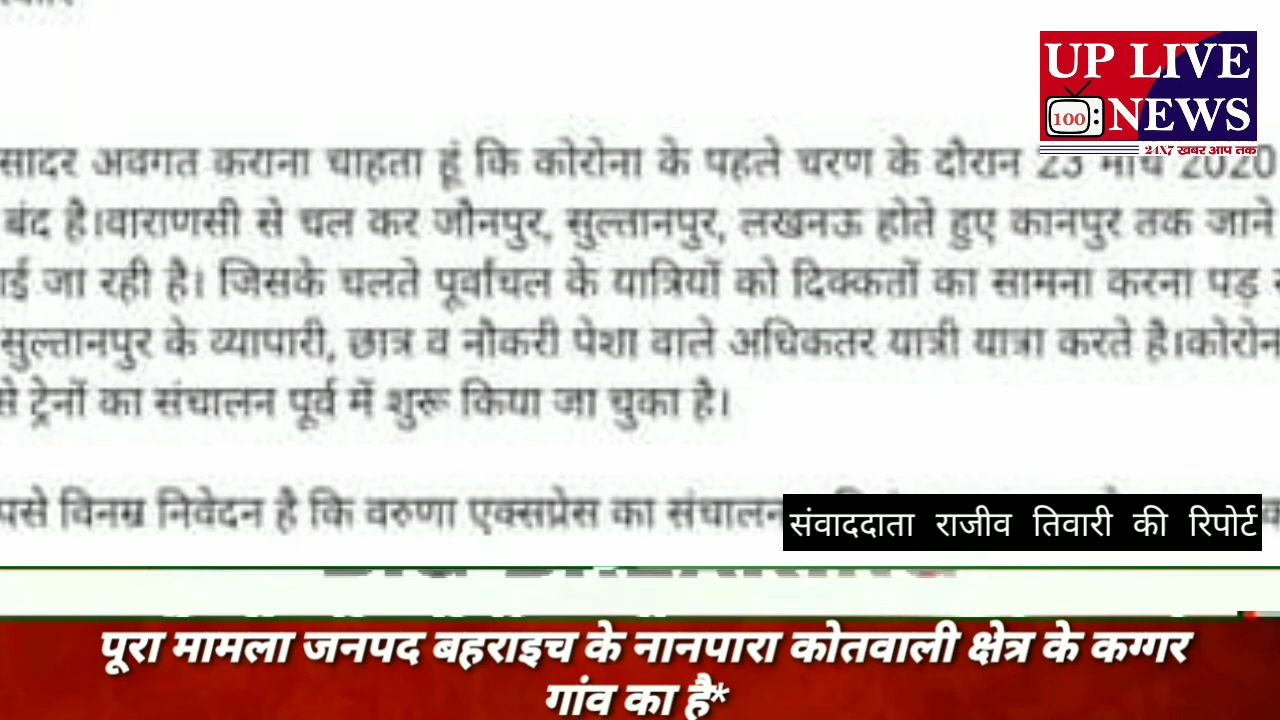 UP LIVE
100 NEWS
24X7 खबर आप तक
सादर अवगत कराना चाहता हूं कि कोरोना के पहले चरण के दौरान 23 मार्च 2020
बंद है।वाराणसी से चल कर जौनपुर, सुल्तानपुर, लखनऊ होते हुए कानपुर तक जाने
ई जा रही है। जिसके चलते पूर्वांचल के यात्रियों को दिक्कतों का सामना करना पड़
सुल्तानपुर के व्यापारी, छात्र व नौकरी पेशा वाले अधिकतर यात्री यात्रा करते है।कोरोन
से ट्रेनों का संचालन पूर्व में शुरू किया जा चुका है।
पसे विनम्र निवेदन है कि वरुणा एक्सप्रेस का संचालन
संवाददाता राजीव तिवारी की रिपोर्ट
पूरा मामला जनपद बहराइच के नानपारा कोतवाली क्षेत्र के कग्गर
गांव का है*